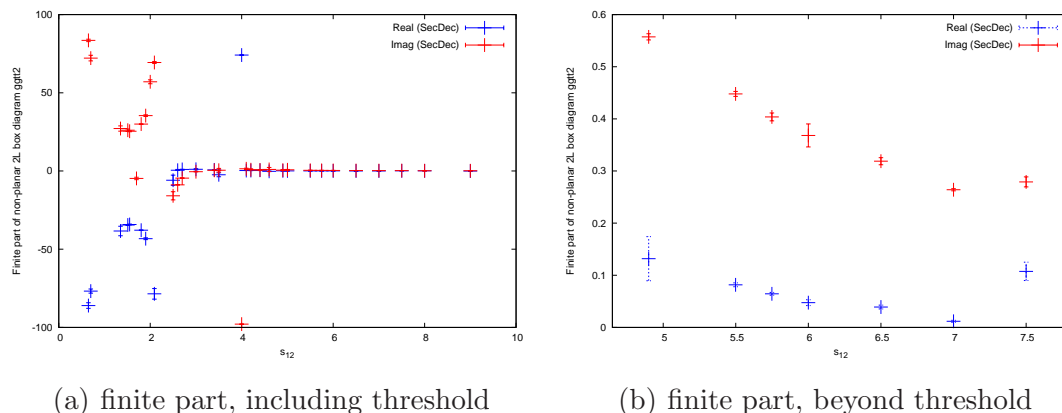 Finite part of non-planar 2L box diagram ggtt2
100
50
0
-50
-100
0
2
4
6
8
10
s12
Real (SecDec)
Imag (SecDec)
(a) finite part, including threshold
Finite part of non-planar 2L box diagram ggtt2
0.6
0.5
0.4
0.3
0.2
0.1
0
5
5.5
6
6.5
7
7.5
s12
Real (SecDec)
Imag (SecDec)
(b) finite part, beyond threshold